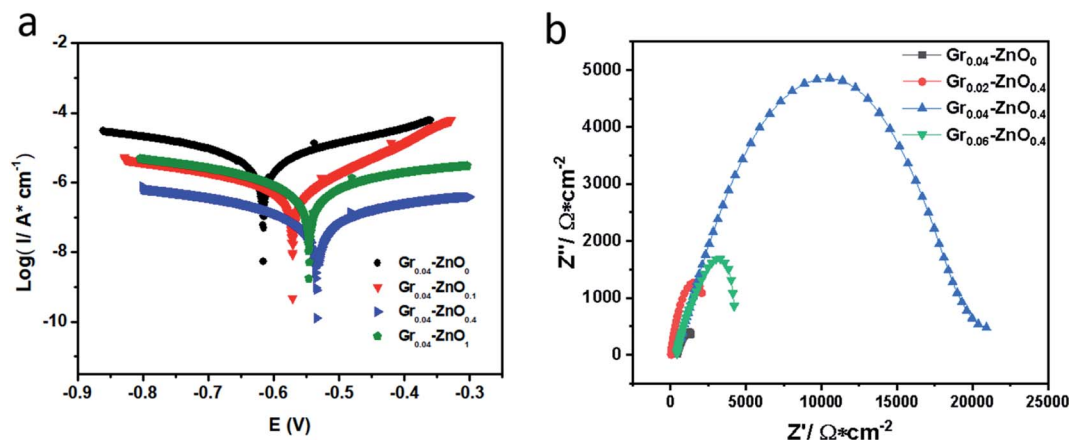 a
Log( I/ A* cm⁻¹)
-2
-4
-6
-8
-10
-0.9
-0.8
-0.7
-0.6
-0.5
-0.4
-0.3
E (V)
Gr₀.₀₄-ZnO₀
Gr₀.₀₄-ZnO₀.₁
Gr₀.₀₄-ZnO₀.₄
Gr₀.₀₄-ZnO₁
b
Z''/ Ω*cm⁻²
5000
4000
3000
2000
1000
0
0
5000
10000
15000
20000
25000
Z'/ Ω*cm⁻²
Gr₀.₀₄-ZnO₀
Gr₀.₀₂-ZnO₀.₄
Gr₀.₀₄-ZnO₀.₄
Gr₀.₀₆-ZnO₀.₄